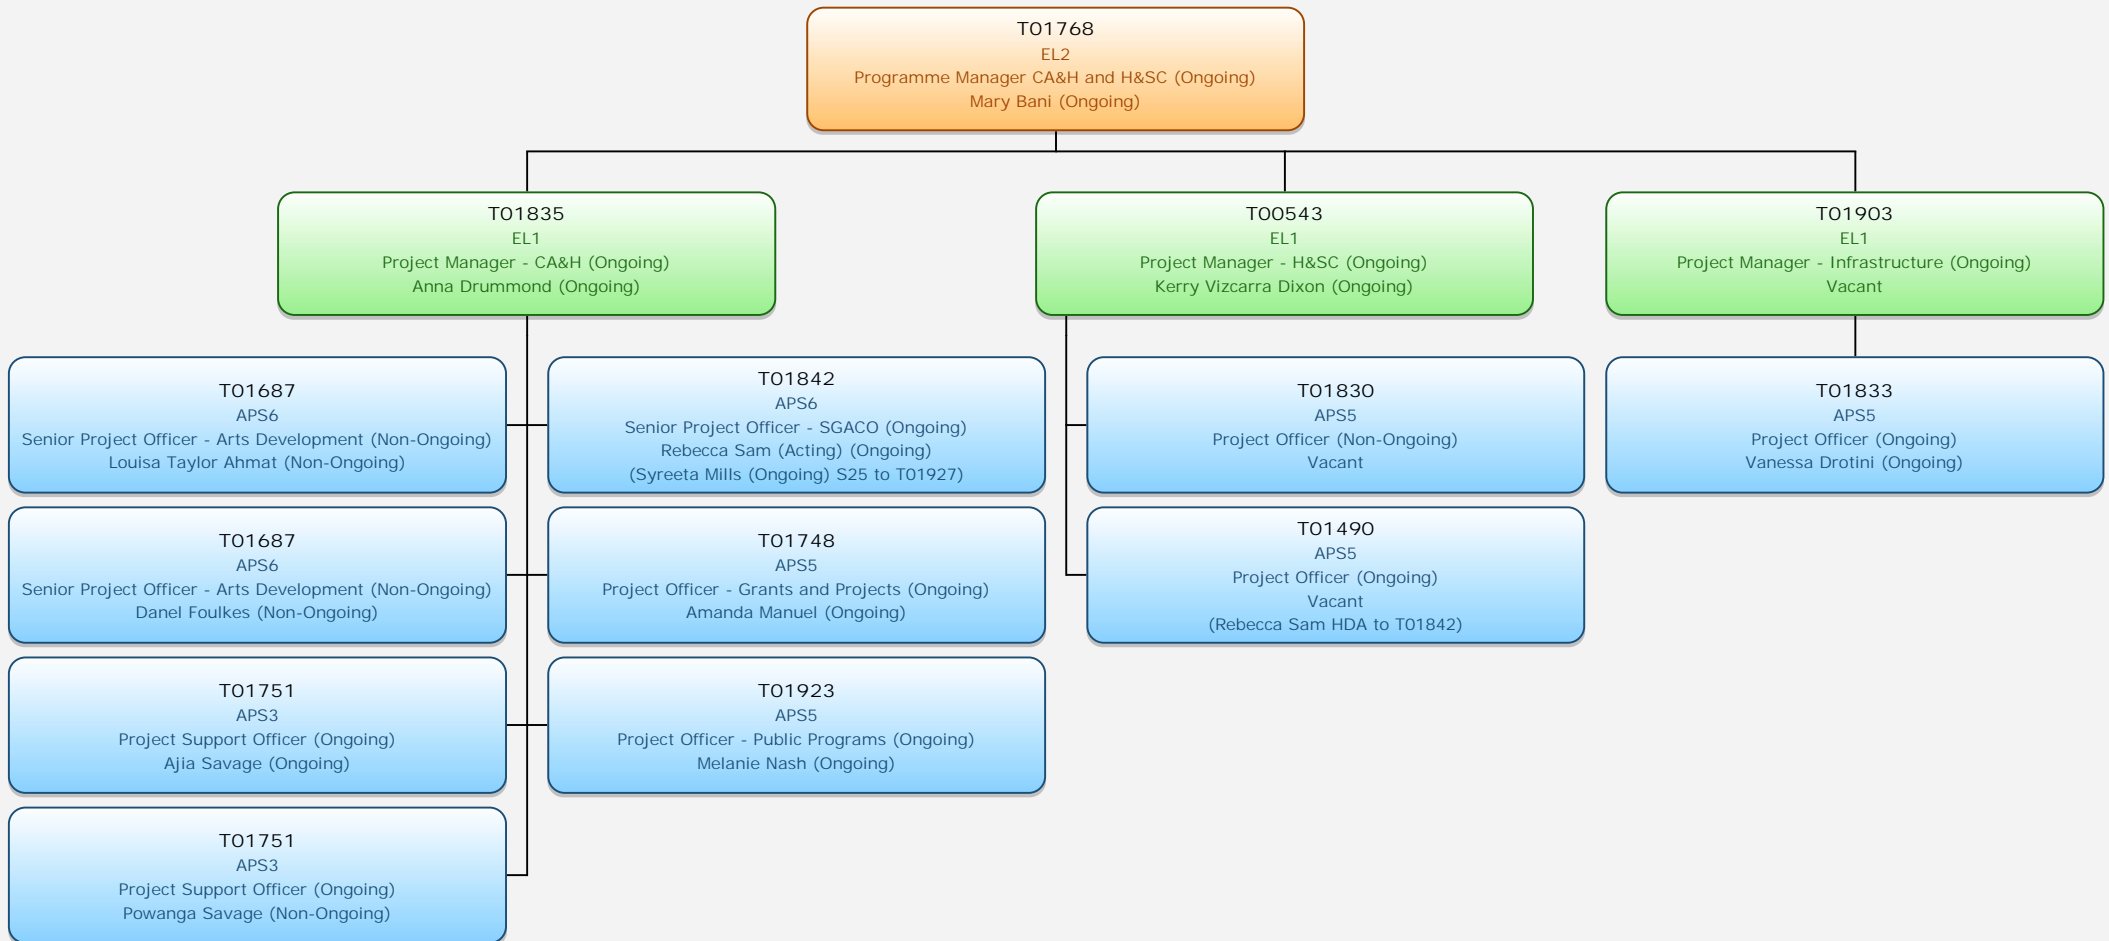 T01768
EL2
Programme Manager CA&H and H&SC (Ongoing)
Mary Bani (Ongoing)
T01835
EL1
Project Manager - CA&H (Ongoing)
Anna Drummond (Ongoing)
T00543
EL1
Project Manager - H&SC (Ongoing)
Kerry Vizcarra Dixon (Ongoing)
T01903
EL1
Project Manager - Infrastructure (Ongoing)
Vacant
T01687
APS6
Senior Project Officer - Arts Development (Non-Ongoing)
Louisa Taylor Ahmat (Non-Ongoing)
T01842
APS6
Senior Project Officer - SGACO (Ongoing)
Rebecca Sam (Acting) (Ongoing)
(Syreeta Mills (Ongoing) S25 to T01927)
T01830
APS5
Project Officer (Non-Ongoing)
Vacant
T01833
APS5
Project Officer (Ongoing)
Vanessa Drotini (Ongoing)
T01687
APS6
Senior Project Officer - Arts Development (Non-Ongoing)
Danel Foulkes (Non-Ongoing)
T01748
APS5
Project Officer - Grants and Projects (Ongoing)
Amanda Manuel (Ongoing)
T01490
APS5
Project Officer (Ongoing)
Vacant
(Rebecca Sam HDA to T01842)
T01751
APS3
Project Support Officer (Ongoing)
Ajia Savage (Ongoing)
T01923
APS5
Project Officer - Public Programs (Ongoing)
Melanie Nash (Ongoing)
T01751
APS3
Project Support Officer (Ongoing)
Powanga Savage (Non-Ongoing)